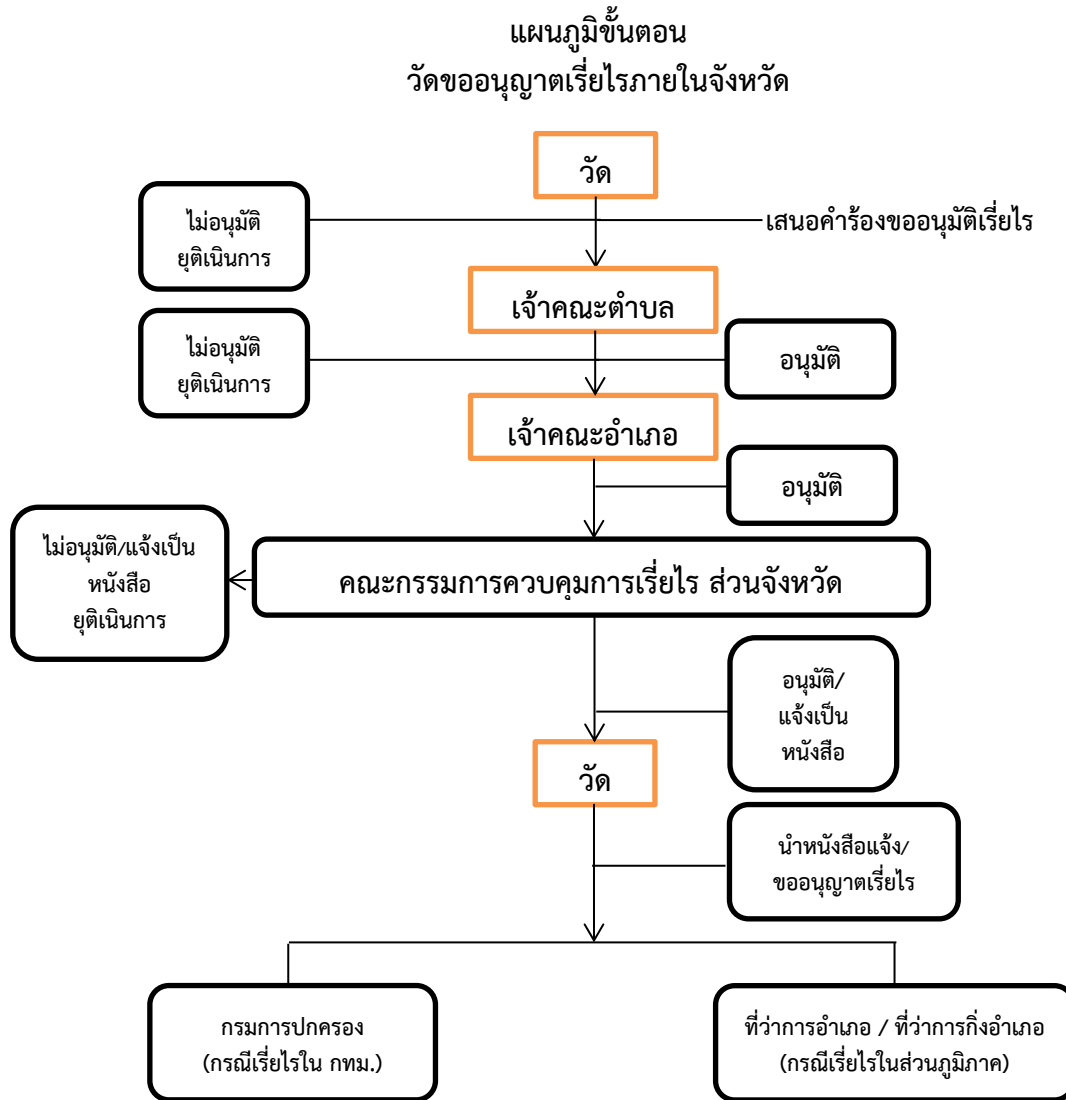 แผนภูมิขั้นตอน
วัดขออนุญาตเรี่ยไรภายในจังหวัด
วัด
ไม่อนุมัติ
ยุติเนินการ
เสนอคำร้องขออนุมัติเรี่ยไร
เจ้าคณะตำบล
ไม่อนุมัติ
ยุติเนินการ
อนุมัติ
เจ้าคณะอำเภอ
อนุมัติ
ไม่อนุมัติ/แจ้งเป็น
หนังสือ
ยุติเนินการ
คณะกรรมการควบคุมการเรี่ยไร ส่วนจังหวัด
อนุมัติ/
แจ้งเป็น
หนังสือ
วัด
นำหนังสือแจ้ง/
ขออนุญาตเรี่ยไร
กรมการปกครอง
(กรณีเรี่ยไรใน กทม.)
ที่ว่าการอำเภอ / ที่ว่าการกิ่งอำเภอ
(กรณีเรี่ยไรในส่วนภูมิภาค)